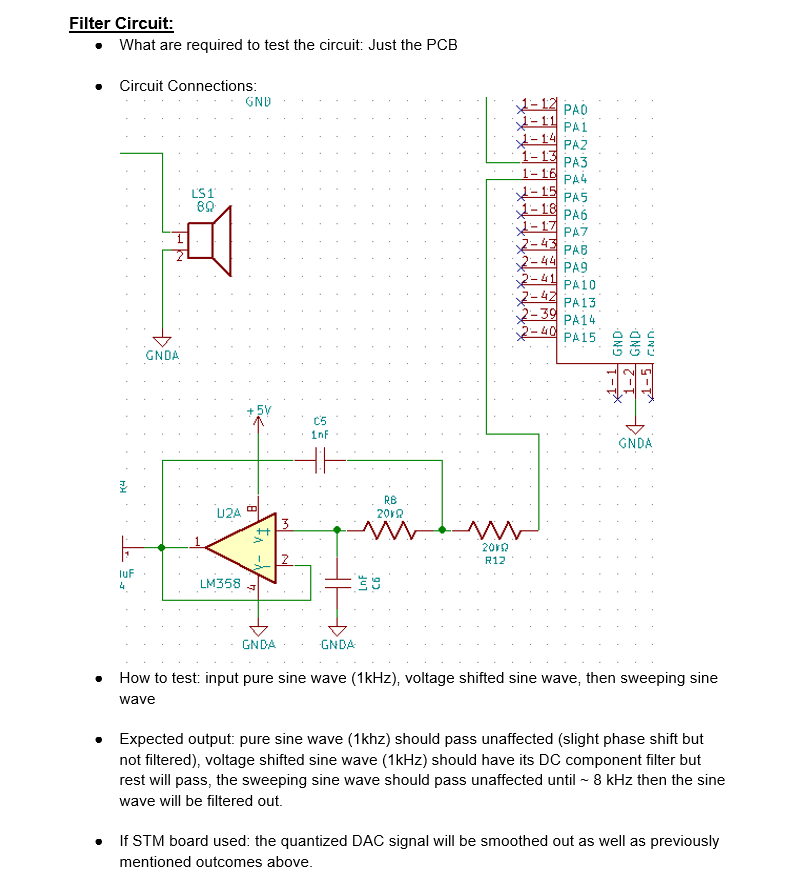 Filter Circuit:
● What are required to test the circuit: Just the PCB
● Circuit Connections:
GND
1-12 PA0
1-11 PA1
1-14 PA2
1-13 PA3
1-16 PA4
1-15 PA5
1-18 PA6
1-17 PA7
2-43 PA8
2-44 PA9
2-41 PA10
2-42 PA13
2-39 PA14
2-40 PA15
LS1
8Ω
1
2
GNDA
GND GND GND
1-1 1-2 1-5
GNDA
+5V
C5
1nF
R4
U2A
8
3
V+
1
V-
2
LM358
4
R8
20kΩ
20kΩ
R12
1uF
4
1nF
C6
GNDA
GNDA
● How to test: input pure sine wave (1kHz), voltage shifted sine wave, then sweeping sine
wave
● Expected output: pure sine wave (1khz) should pass unaffected (slight phase shift but
not filtered), voltage shifted sine wave (1kHz) should have its DC component filter but
rest will pass, the sweeping sine wave should pass unaffected until ~ 8 kHz then the sine
wave will be filtered out.
● If STM board used: the quantized DAC signal will be smoothed out as well as previously
mentioned outcomes above.